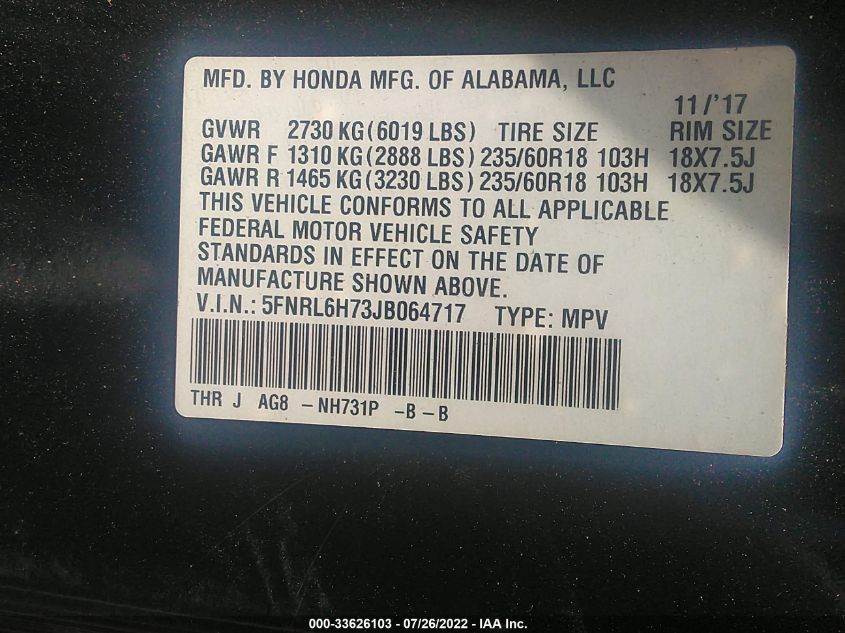 MFD. BY HONDA MFG. OF ALABAMA, LLC
11/'17
GVWR 2730 KG(6019 LBS) TIRE SIZE RIM SIZE
GAWR F 1310 KG(2888 LBS) 235/60R18 103H 18X7.5J
GAWR R 1465 KG(3230 LBS) 235/60R18 103H 18X7.5J
THIS VEHICLE CONFORMS TO ALL APPLICABLE
FEDERAL MOTOR VEHICLE SAFETY
STANDARDS IN EFFECT ON THE DATE OF
MANUFACTURE SHOWN ABOVE.
V.I.N.: 5FNRL6H73JB064717 TYPE: MPV
THR J AG8 - NH731P -B-B
000-33626103 - 07/26/2022 - IAA Inc.